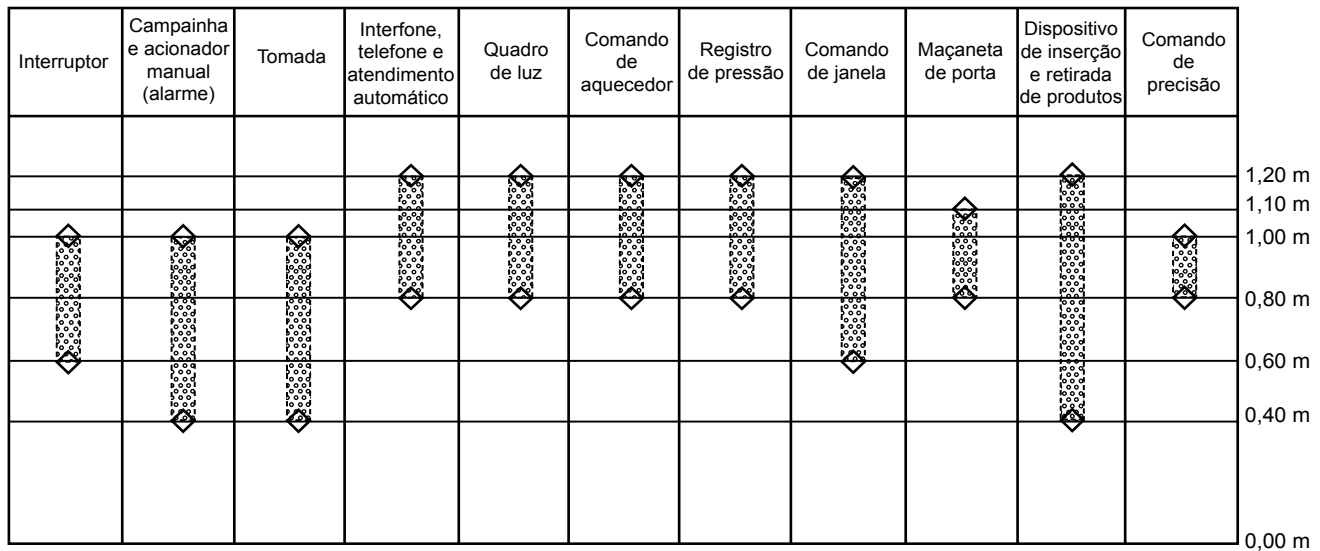 Interruptor
Campainha
e acionador
manual
(alarme)
Tomada
Interfone,
telefone e
atendimento
automático
Quadro
de luz
Comando
de
aquecedor
Registro
de pressão
Comando
de janela
Maçaneta
de porta
Dispositivo
de inserção
e retirada
de produtos
Comando
de
precisão
1,20 m
1,10 m
1,00 m
0,80 m
0,60 m
0,40 m
0,00 m